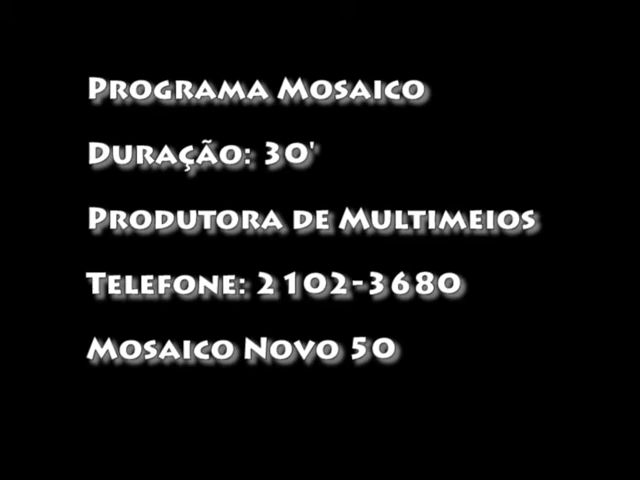 Programa Mosaico
Duração: 30'
Produtora de Multimeios
Telefone: 2102-3680
Mosaico Novo 50